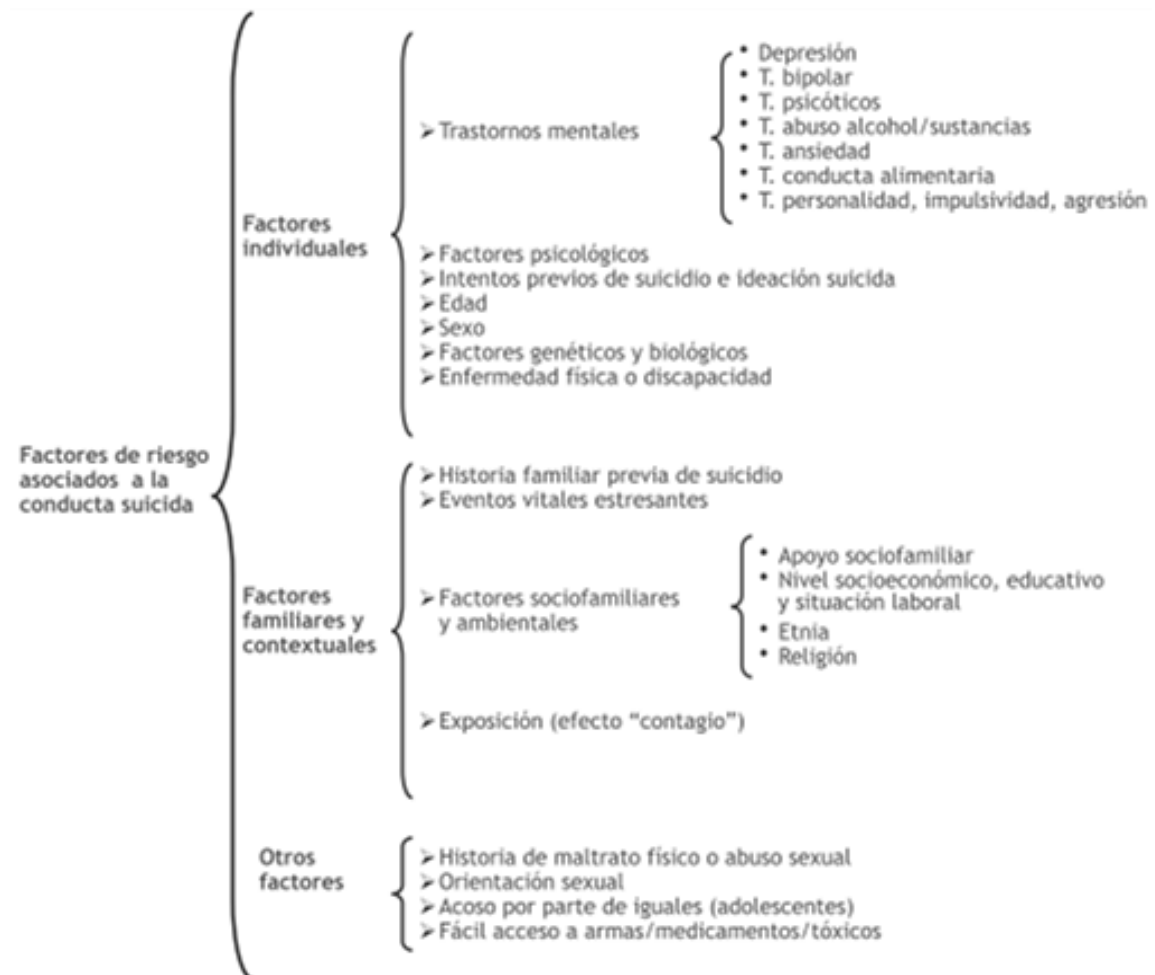 Factores de riesgo
asociados a la
conducta suicida
Factores
individuales
➢ Trastornos mentales
• Depresión
• T. bipolar
• T. psicóticos
• T. abuso alcohol/sustancias
• T. ansiedad
• T. conducta alimentaria
• T. personalidad, impulsividad, agresión
➢ Factores psicológicos
➢ Intentos previos de suicidio e ideación suicida
➢ Edad
➢ Sexo
➢ Factores genéticos y biológicos
➢ Enfermedad física o discapacidad
Factores
familiares y
contextuales
➢ Historia familiar previa de suicidio
➢ Eventos vitales estresantes
➢ Factores sociofamiliares
y ambientales
• Apoyo sociofamiliar
• Nivel socioeconómico, educativo
y situación laboral
• Etnia
• Religión
➢ Exposición (efecto “contagio”)
Otros
factores
➢ Historia de maltrato físico o abuso sexual
➢ Orientación sexual
➢ Acoso por parte de iguales (adolescentes)
➢ Fácil acceso a armas/medicamentos/tóxicos